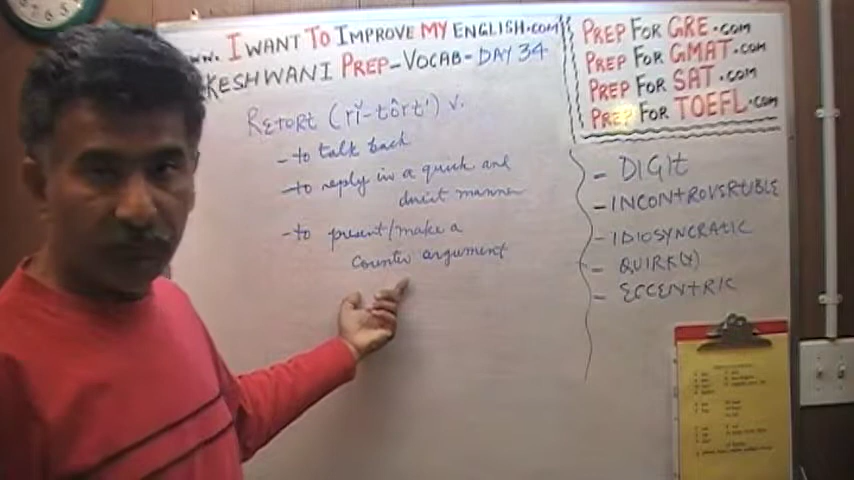 WW. I WANT TO IMPROVE MY ENGLISH.COM
KESHWANI PREP-VOCAB-DAY 34
RETORT (rĭ-tôrt') v.
- to talk back
- to reply in a quick and
direct manner
- to present/make a
counter argument
PREP FOR GRE.COM
PREP FOR GMAT.COM
PREP FOR SAT.COM
PREP FOR TOEFL.COM
- DIGIT
- INCONTROVERTIBLE
- IDIOSYNCRATIC
- QUIRK(Y)
- ECCENTRIC